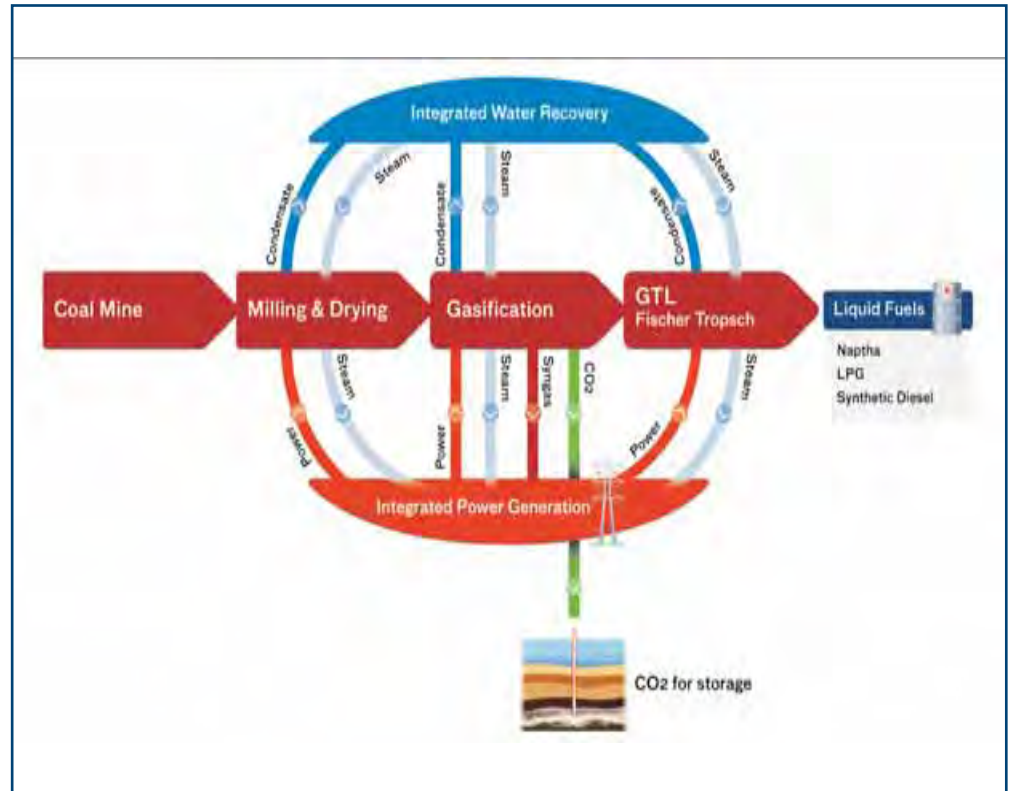 Integrated Water Recovery
Condensate
Steam
Condensate
Steam
Condensate
Steam
Coal Mine
Milling & Drying
Gasification
GTL
Fischer Tropsch
Liquid Fuels
Naptha
LPG
Synthetic Diesel
Power
Steam
Power
Steam
Syngas
CO2
Power
Steam
Integrated Power Generation
CO2 for storage